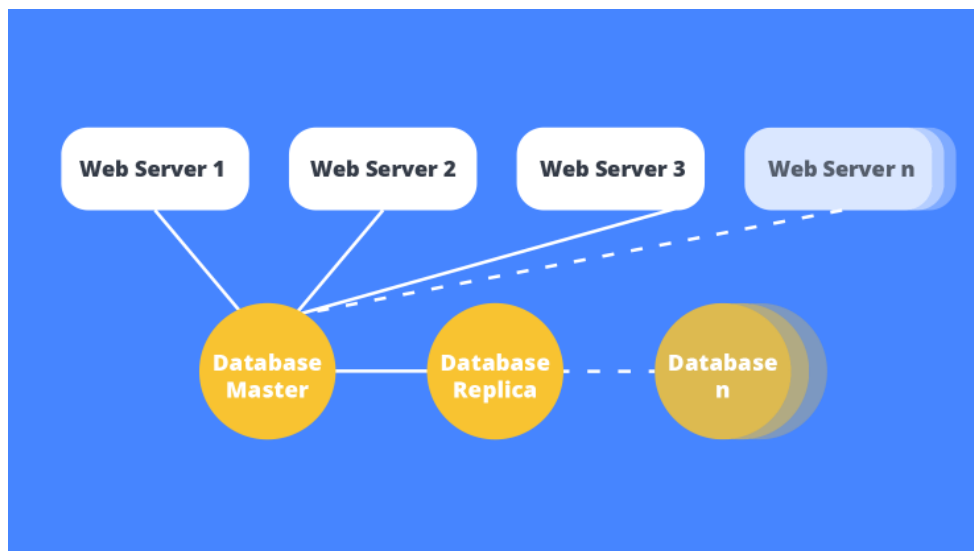 Web Server 1
Web Server 2
Web Server 3
Web Server n
Database
Master
Database
Replica
Database
n